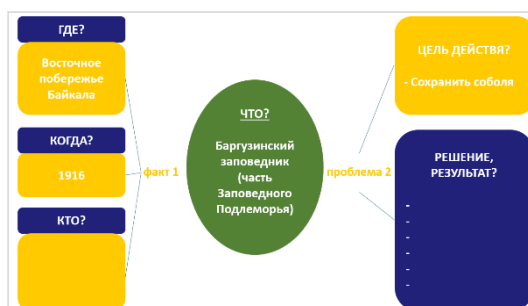 ГДЕ?
Восточное
побережье
Байкала
КОГДА?
1916
КТО?
факт 1
ЧТО?
Баргузинский
заповедник
(часть
Заповедного
Подлеморья)
проблема 2
ЦЕЛЬ ДЕЙСТВЯ?
- Сохранить соболя
РЕШЕНИЕ,
РЕЗУЛЬТАТ?
-
-
-
-
-
-